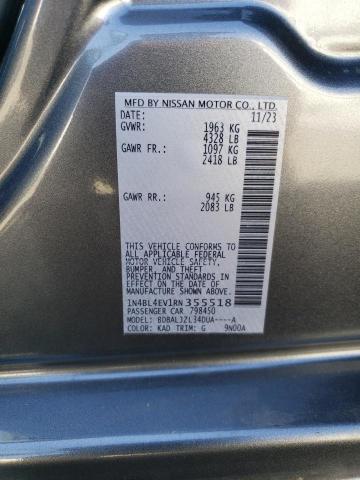 MFD BY NISSAN MOTOR CO., LTD.
DATE: 11/23
GVWR: 1963 KG
4328 LB
GAWR FR.: 1097 KG
2418 LB
GAWR RR.: 945 KG
2083 LB
THIS VEHICLE CONFORMS TO
ALL APPLICABLE FEDERAL
MOTOR VEHICLE SAFETY,
BUMPER, AND THEFT
PREVENTION STANDARDS
IN EFFECT ON THE DATE OF
MANUFACTURE SHOWN ABOVE.
1N4BL4EV1RN355518
PASSENGER CAR 798450
MODEL: BDBALJZL34DUA----A
COLOR: KAD TRIM: G 9N00A